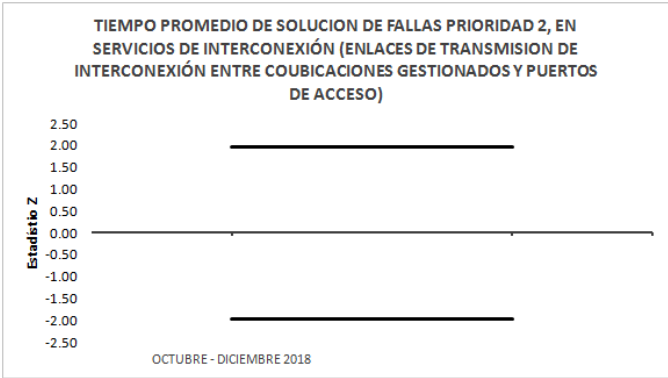 TIEMPO PROMEDIO DE SOLUCION DE FALLAS PRIORIDAD 2, EN
SERVICIOS DE INTERCONEXIÓN (ENLACES DE TRANSMISION DE
INTERCONEXIÓN ENTRE COUBICACIONES GESTIONADOS Y PUERTOS
DE ACCESO)
Estadistio Z
2.50
2.00
1.50
1.00
0.50
0.00
-0.50
-1.00
-1.50
-2.00
-2.50
OCTUBRE - DICIEMBRE 2018